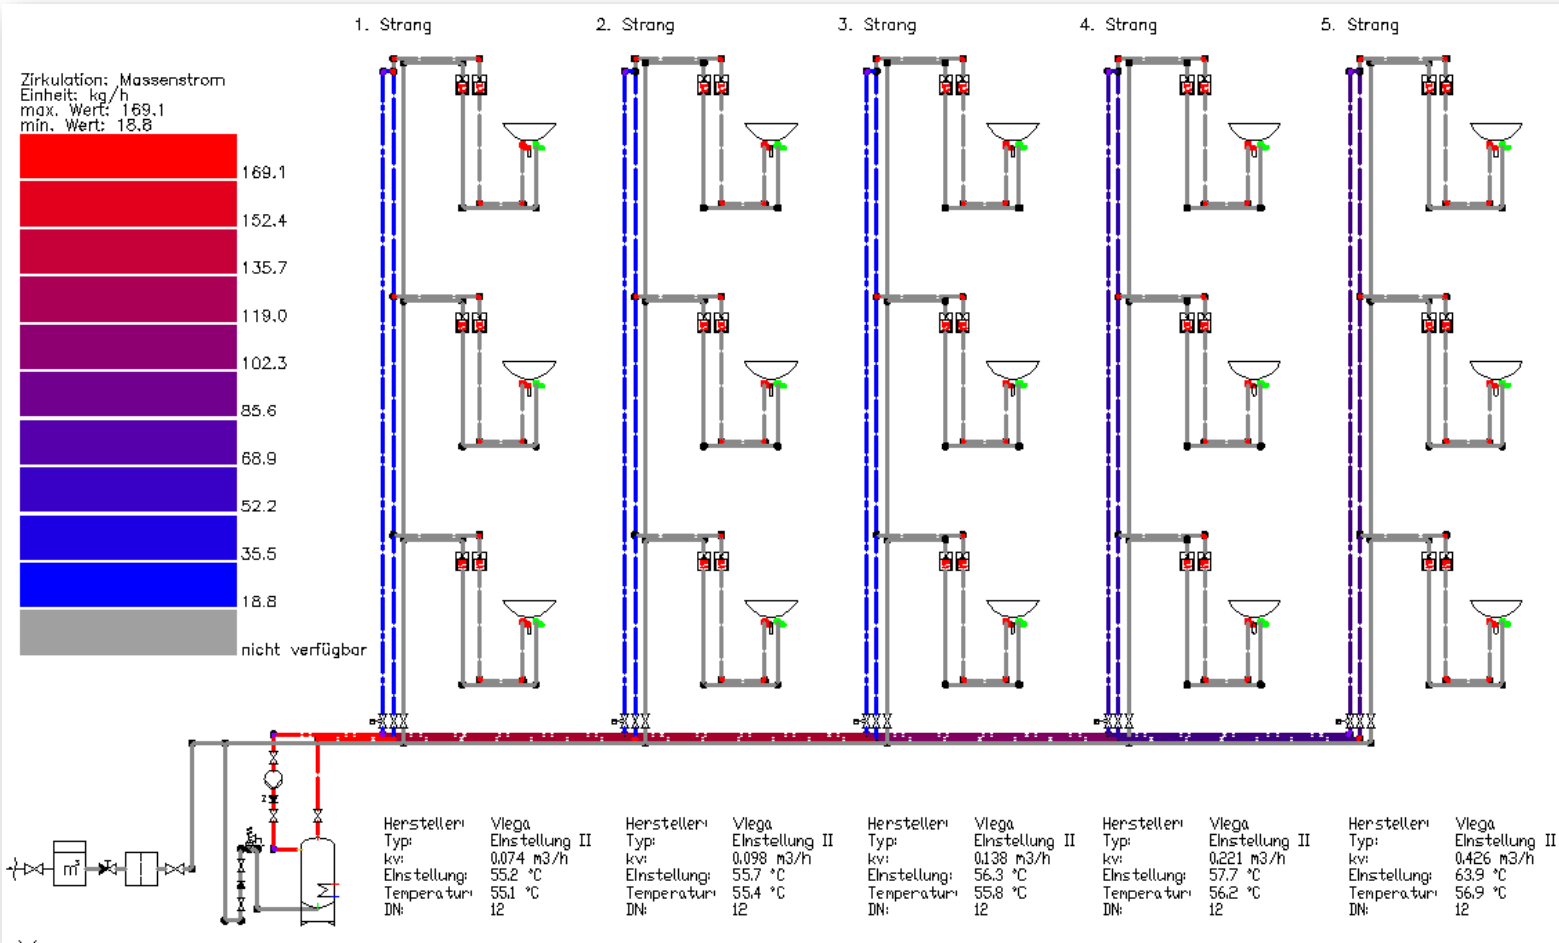 1. Strang
2. Strang
3. Strang
4. Strang
5. Strang
Zirkulation: Massenstrom
Einheit: kg/h
max. Wert: 169.1
min. Wert: 18.8
169.1
152.4
135.7
119.0
102.3
85.6
68.9
52.2
35.5
18.8
nicht verfügbar
m³
Z
Hersteller: Viega
Typ: Einstellung II
kv: 0.074 m3/h
Einstellung: 55.2 °C
Temperatur: 55.1 °C
DN: 12
Hersteller: Viega
Typ: Einstellung II
kv: 0.098 m3/h
Einstellung: 55.7 °C
Temperatur: 55.4 °C
DN: 12
Hersteller: Viega
Typ: Einstellung II
kv: 0.138 m3/h
Einstellung: 56.3 °C
Temperatur: 55.8 °C
DN: 12
Hersteller: Viega
Typ: Einstellung II
kv: 0.221 m3/h
Einstellung: 57.7 °C
Temperatur: 56.2 °C
DN: 12
Hersteller: Viega
Typ: Einstellung II
kv: 0.426 m3/h
Einstellung: 63.9 °C
Temperatur: 56.9 °C
DN: 12